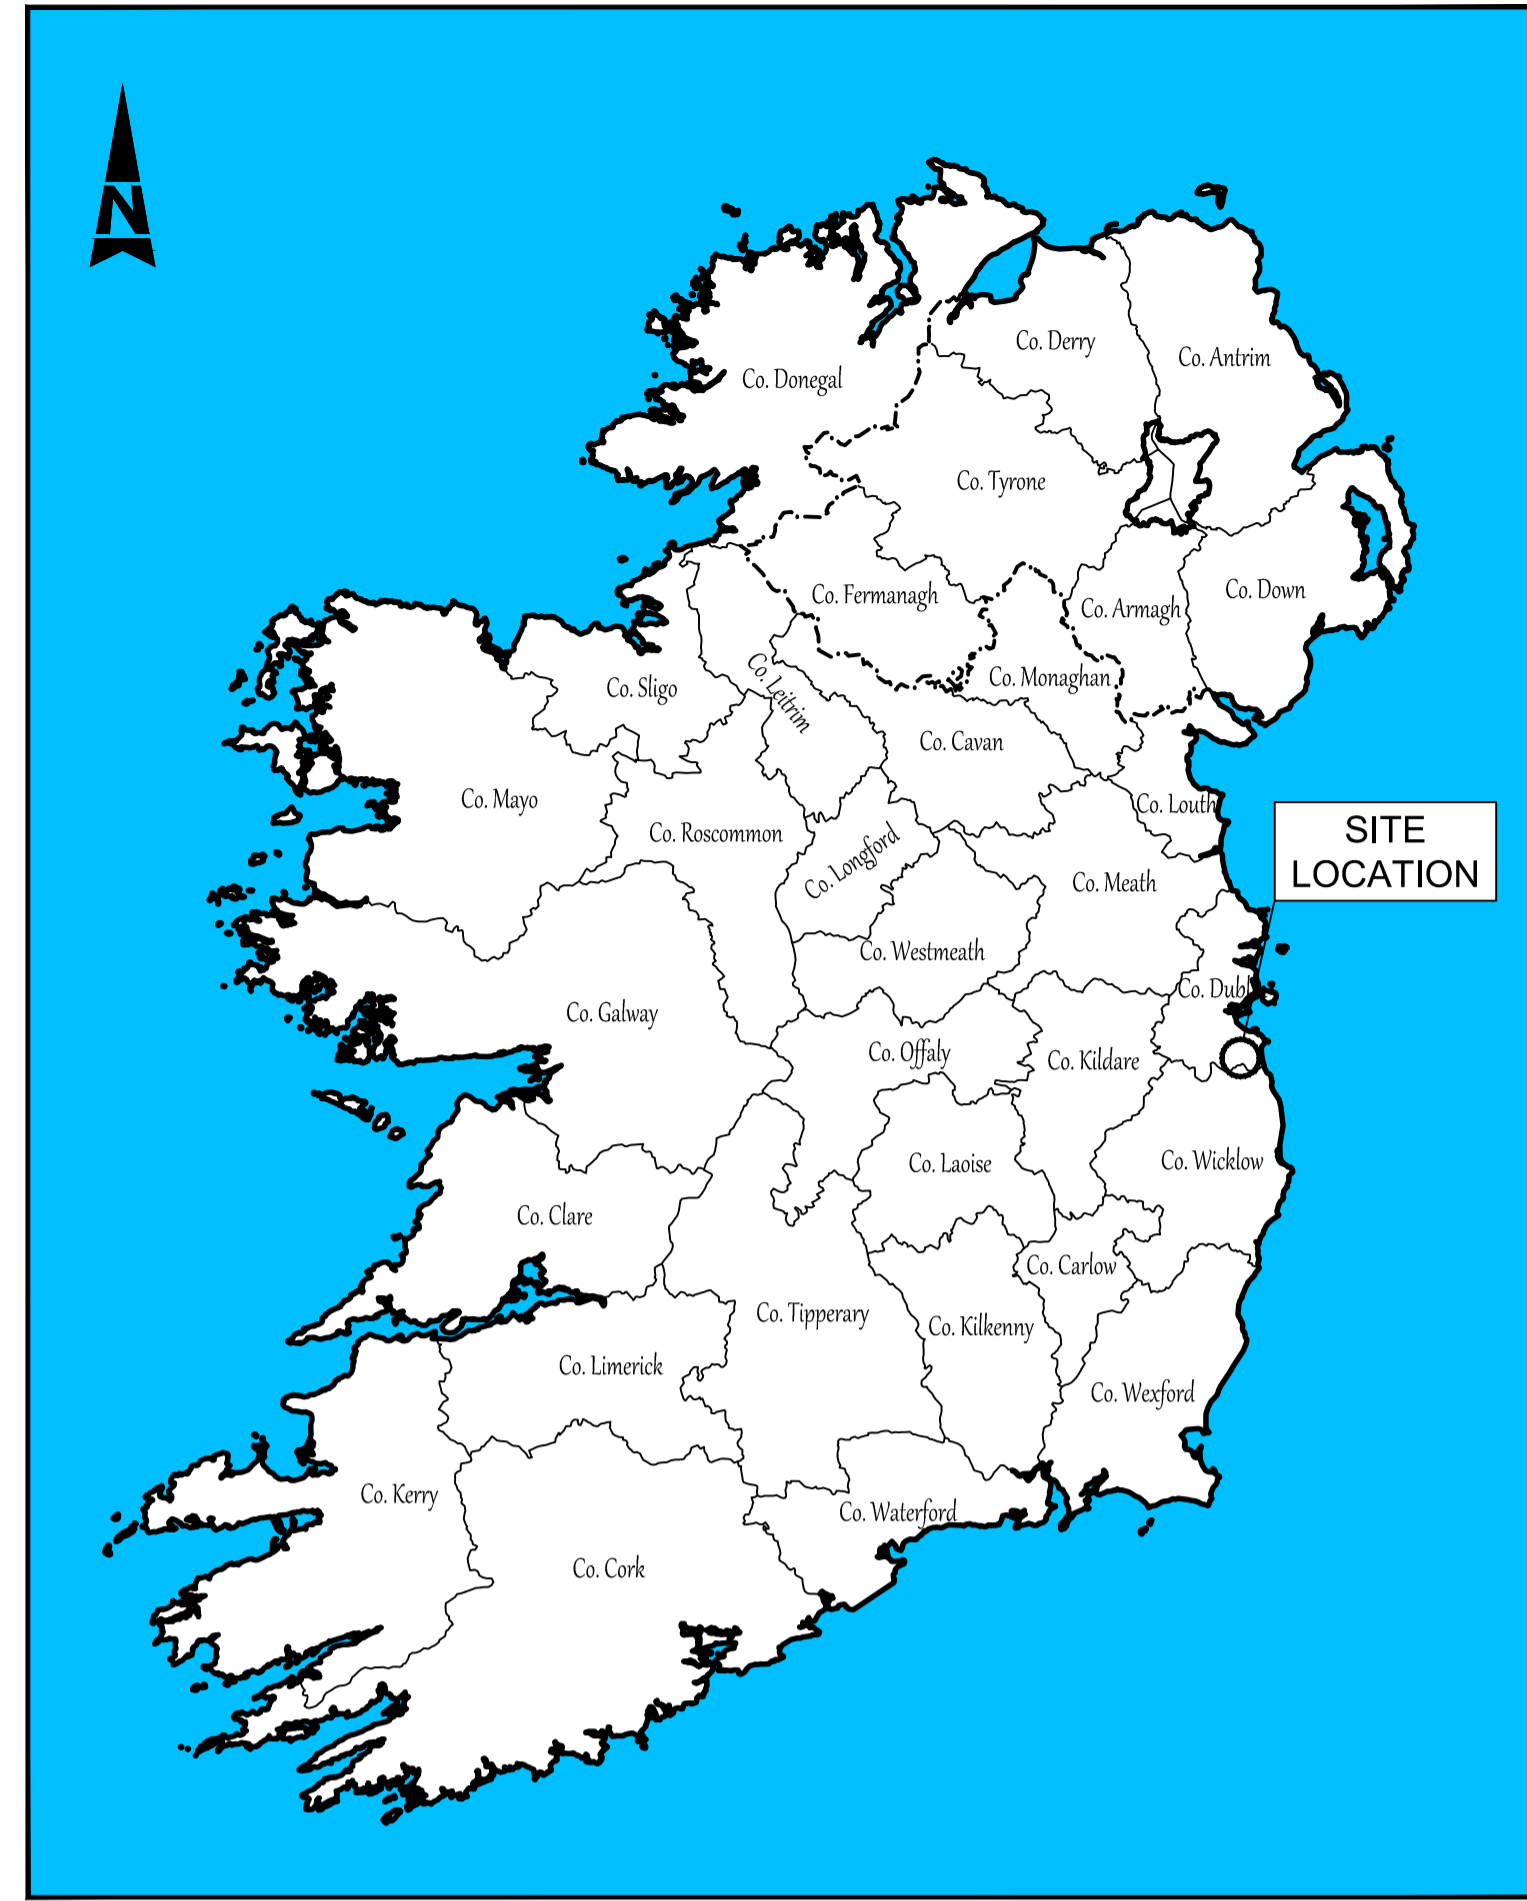 N
Co. Derry
Co. Antrim
Co. Donegal
Co. Tyrone
Co. Fermanagh
Co. Down
Co. Armagh
Co. Monaghan
Co. Sligo
Co. Leitrim
Co. Cavan
Co. Mayo
Co. Louth
Co. Roscommon
SITE
LOCATION
Co. Longford
Co. Meath
Co. Westmeath
Co. Dubl
Co. Galway
Co. Offaly
Co. Kildare
Co. Laoise
Co. Wicklow
Co. Clare
Co. Carlow
Co. Tipperary
Co. Kilkenny
Co. Limerick
Co. Wexford
Co. Kerry
Co. Waterford
Co. Cork